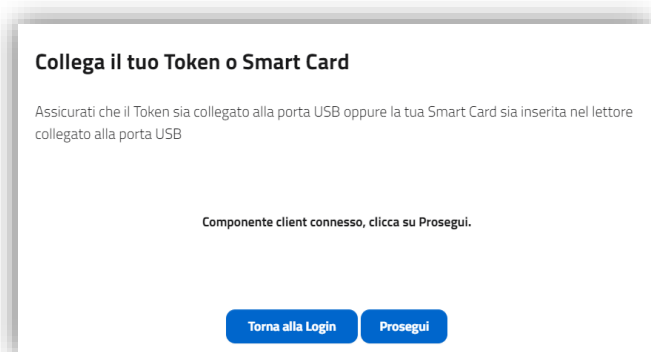 Collega il tuo Token o Smart Card
Assicurati che il Token sia collegato alla porta USB oppure la tua Smart Card sia inserita nel lettore
collegato alla porta USB
Componente client connesso, clicca su Prosegui.
Torna alla Login Prosegui